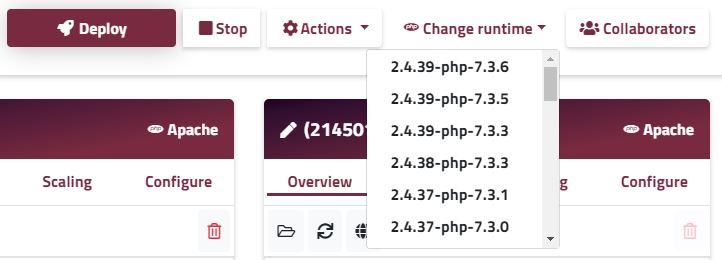 Deploy
Stop
Actions
Change runtime
Collaborators
2.4.39-php-7.3.6
2.4.39-php-7.3.5
2.4.39-php-7.3.3
2.4.38-php-7.3.3
2.4.37-php-7.3.1
2.4.37-php-7.3.0
php Apache
Scaling
Configure
(21450
php Apache
Overview
g
Configure